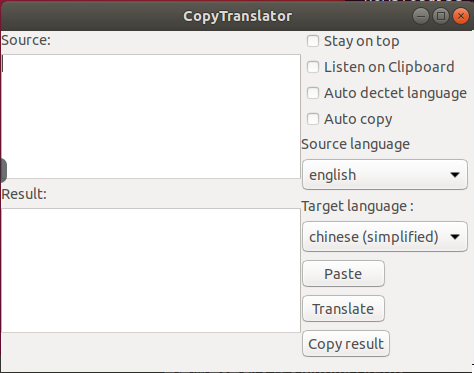 CopyTranslator
Source:
Stay on top
Listen on Clipboard
Auto dectet language
Auto copy
Source language
english
Result:
Target language :
chinese (simplified)
Paste
Translate
Copy result